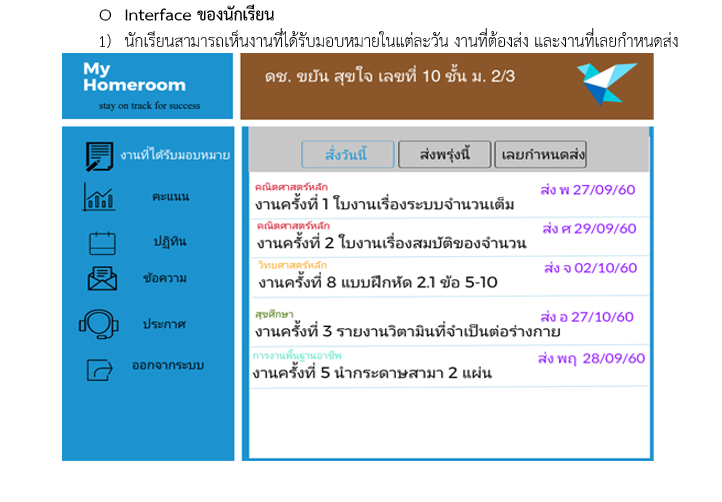 O Interface ของนักเรียน
1) นักเรียนสามารถเห็นงานที่ได้รับมอบหมายในแต่ละวัน งานที่ต้องส่ง และงานที่เลยกำหนดส่ง
My
Homeroom
stay on track for success
ดช. ขยัน สุขใจ เลขที่ 10 ชั้น ม. 2/3
งานที่ได้รับมอบหมาย
คะแนน
ปฏิทิน
ข้อความ
ประกาศ
ออกจากระบบ
สั่งวันนี้ ส่งพรุ่งนี้ เลยกำหนดส่ง
คณิตศาสตร์หลัก
งานครั้งที่ 1 ใบงานเรื่องระบบจำนวนเต็ม ส่ง พ 27/09/60
คณิตศาสตร์หลัก
งานครั้งที่ 2 ใบงานเรื่องสมบัติของจำนวน ส่ง ศ 29/09/60
วิทยาศาสตร์หลัก
งานครั้งที่ 8 แบบฝึกหัด 2.1 ข้อ 5-10 ส่ง จ 02/10/60
สุขศึกษา
งานครั้งที่ 3 รายงานวิตามินที่จำเป็นต่อร่างกาย ส่ง อ 27/10/60
การงานพื้นฐานอาชีพ
งานครั้งที่ 5 นำกระดาษสามา 2 แผ่น ส่ง พฤ 28/09/60